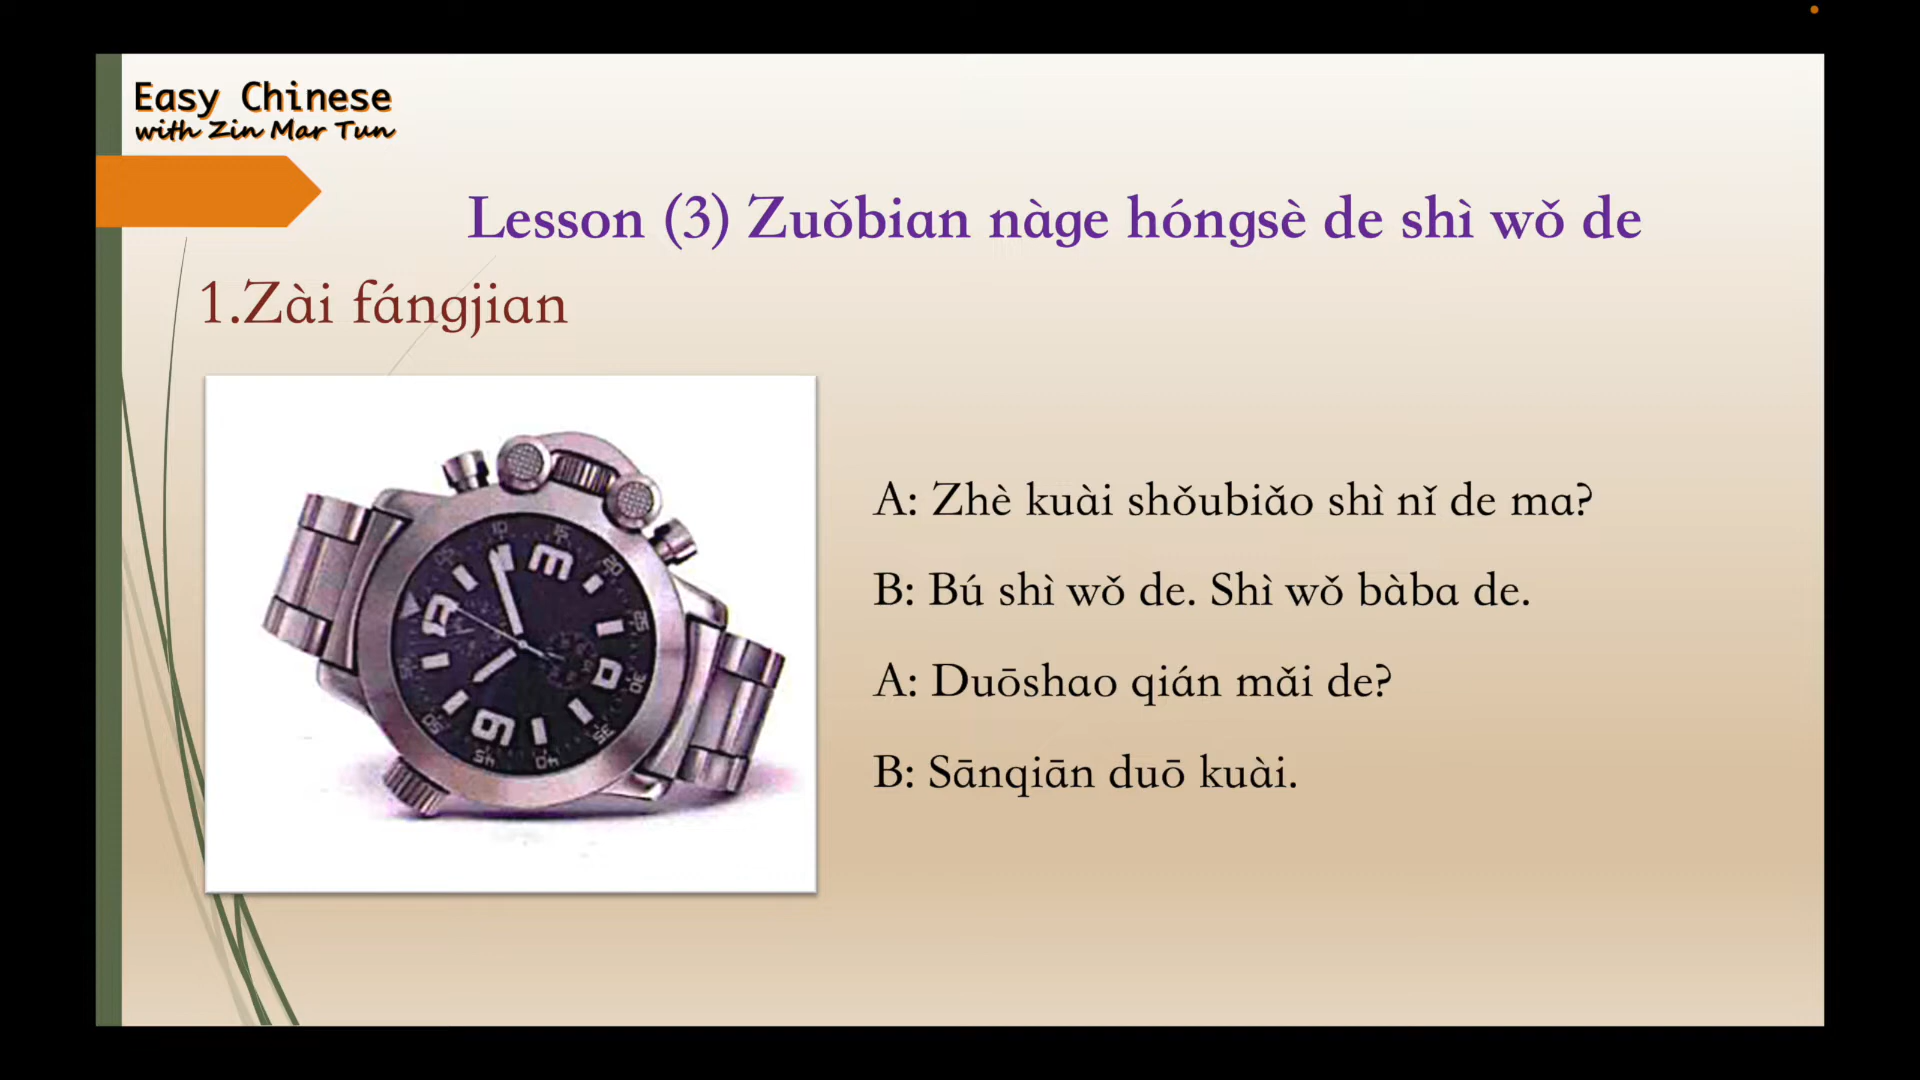 Easy Chinese
with Zin Mar Tun
Lesson (3) Zuǒbian nàge hóngsè de shì wǒ de
1.Zài fángjian
A: Zhè kuài shǒubiǎo shì nǐ de ma?
B: Bú shì wǒ de. Shì wǒ bàba de.
A: Duōshao qián mǎi de?
B: Sānqiān duō kuài.